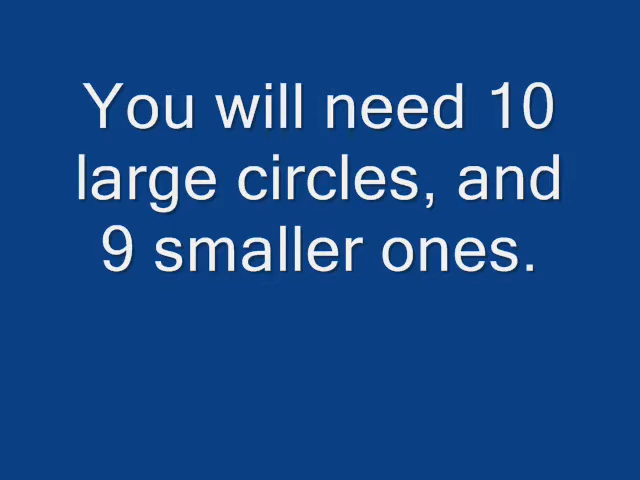 You will need 10
large circles, and
9 smaller ones.